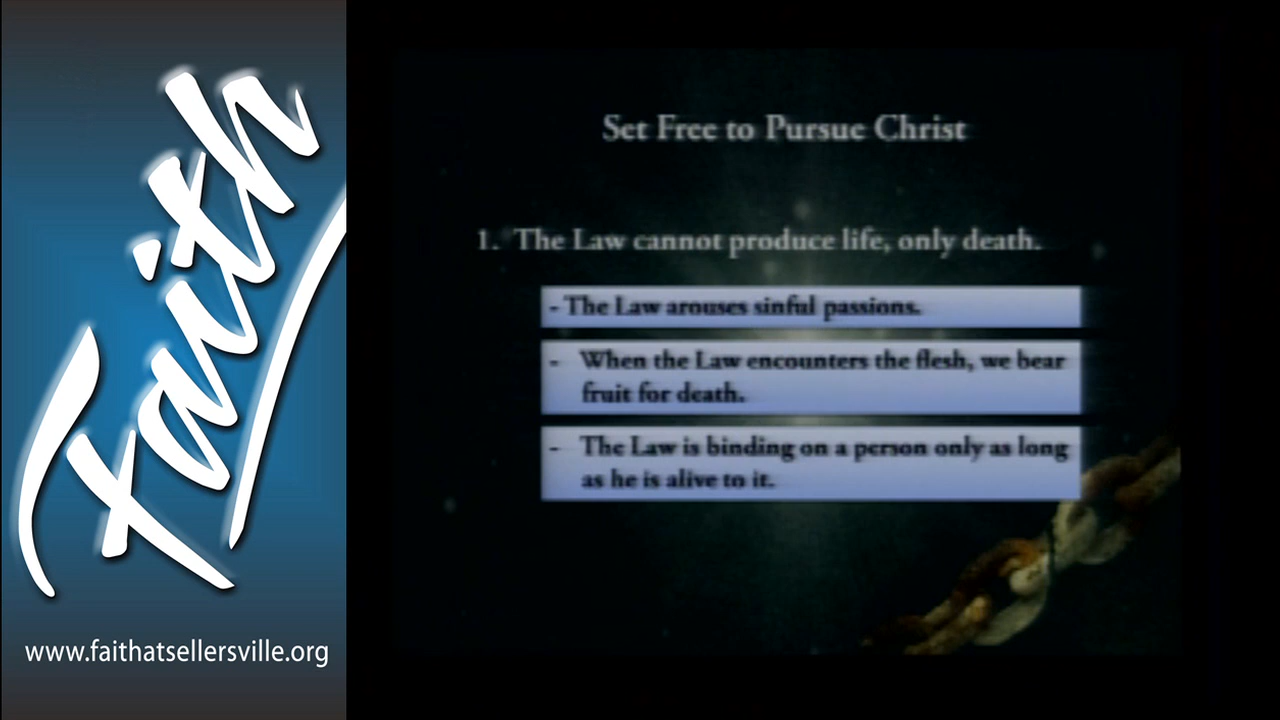 Faith
www.faithatsellersville.org
Set Free to Pursue Christ
1. The Law cannot produce life, only death.
- The Law arouses sinful passions.
- When the Law encounters the flesh, we bear
fruit for death.
- The Law is binding on a person only as long
as he is alive to it.